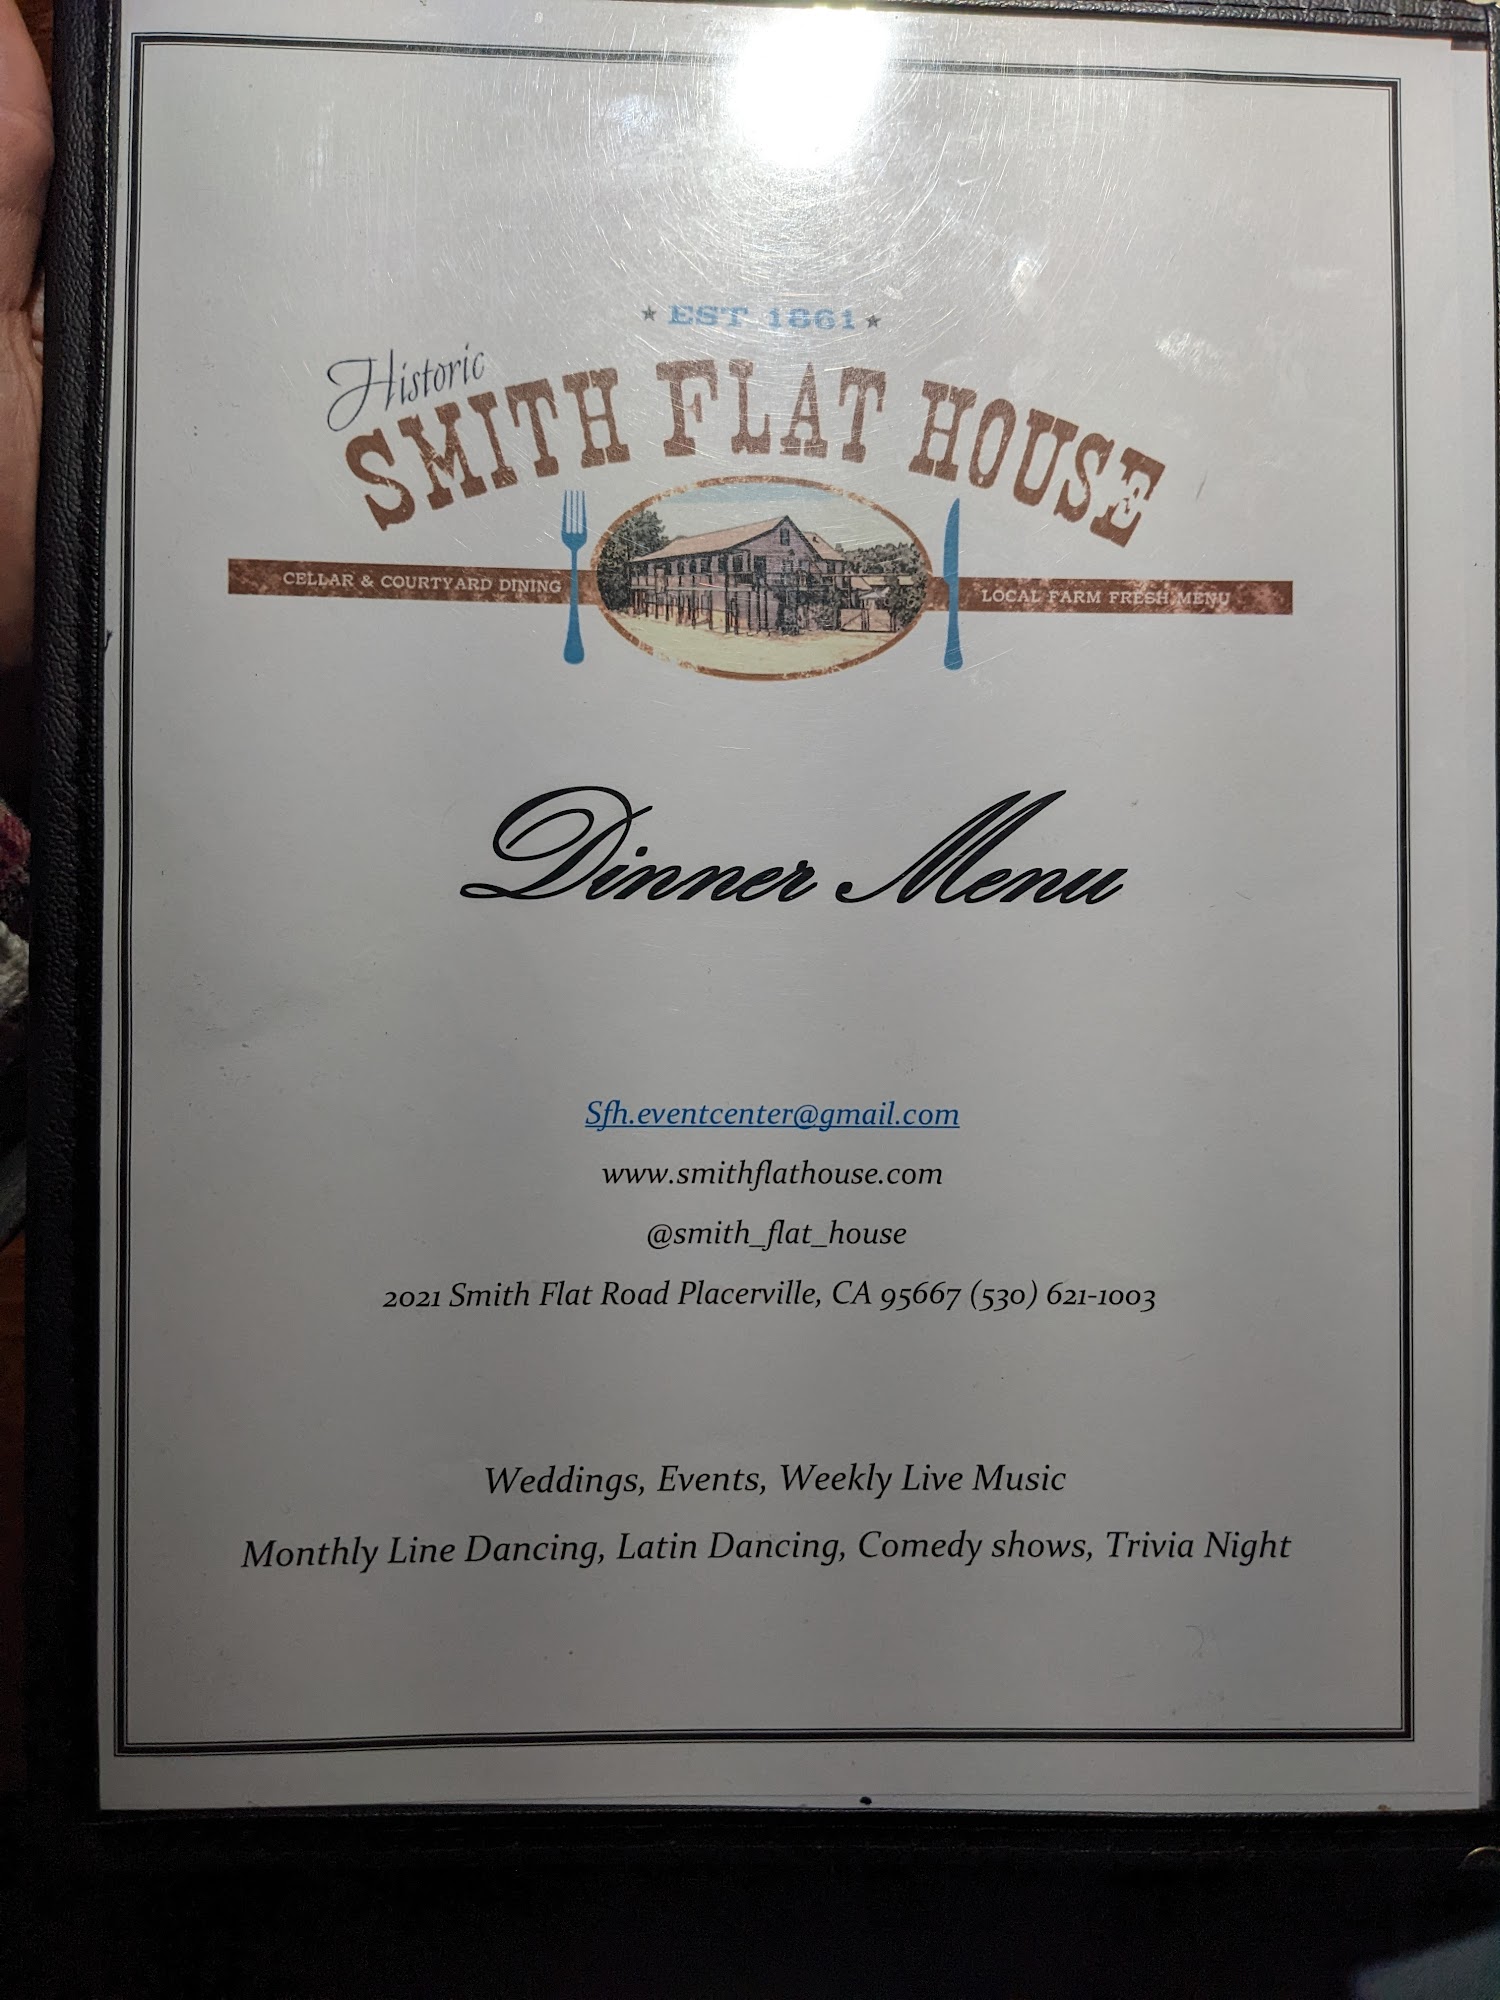 EST 1861
Historic
SMITH FLAT HOUSE
CELLAR & COURTYARD DINING
LOCAL FARM FRESH MENU
Dinner Menu
Sfh.eventcenter@gmail.com
www.smithflathouse.com
@smith_flat_house
2021 Smith Flat Road Placerville, CA 95667 (530) 621-1003
Weddings, Events, Weekly Live Music
Monthly Line Dancing, Latin Dancing, Comedy shows, Trivia Night